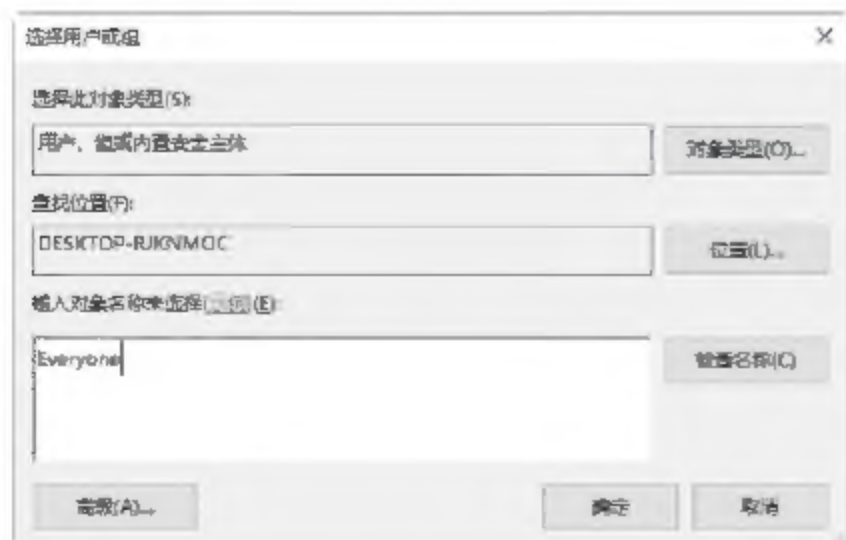 选择用户或组
选择此对象类型(S):
用户、组或内置安全主体
对象类型(O)...
查找位置(F):
DESKTOP-RJKNMOC
位置(L)...
输入对象名称来选择(示例)(E):
Everyone
检查名称(C)
高级(A)...
确定
取消